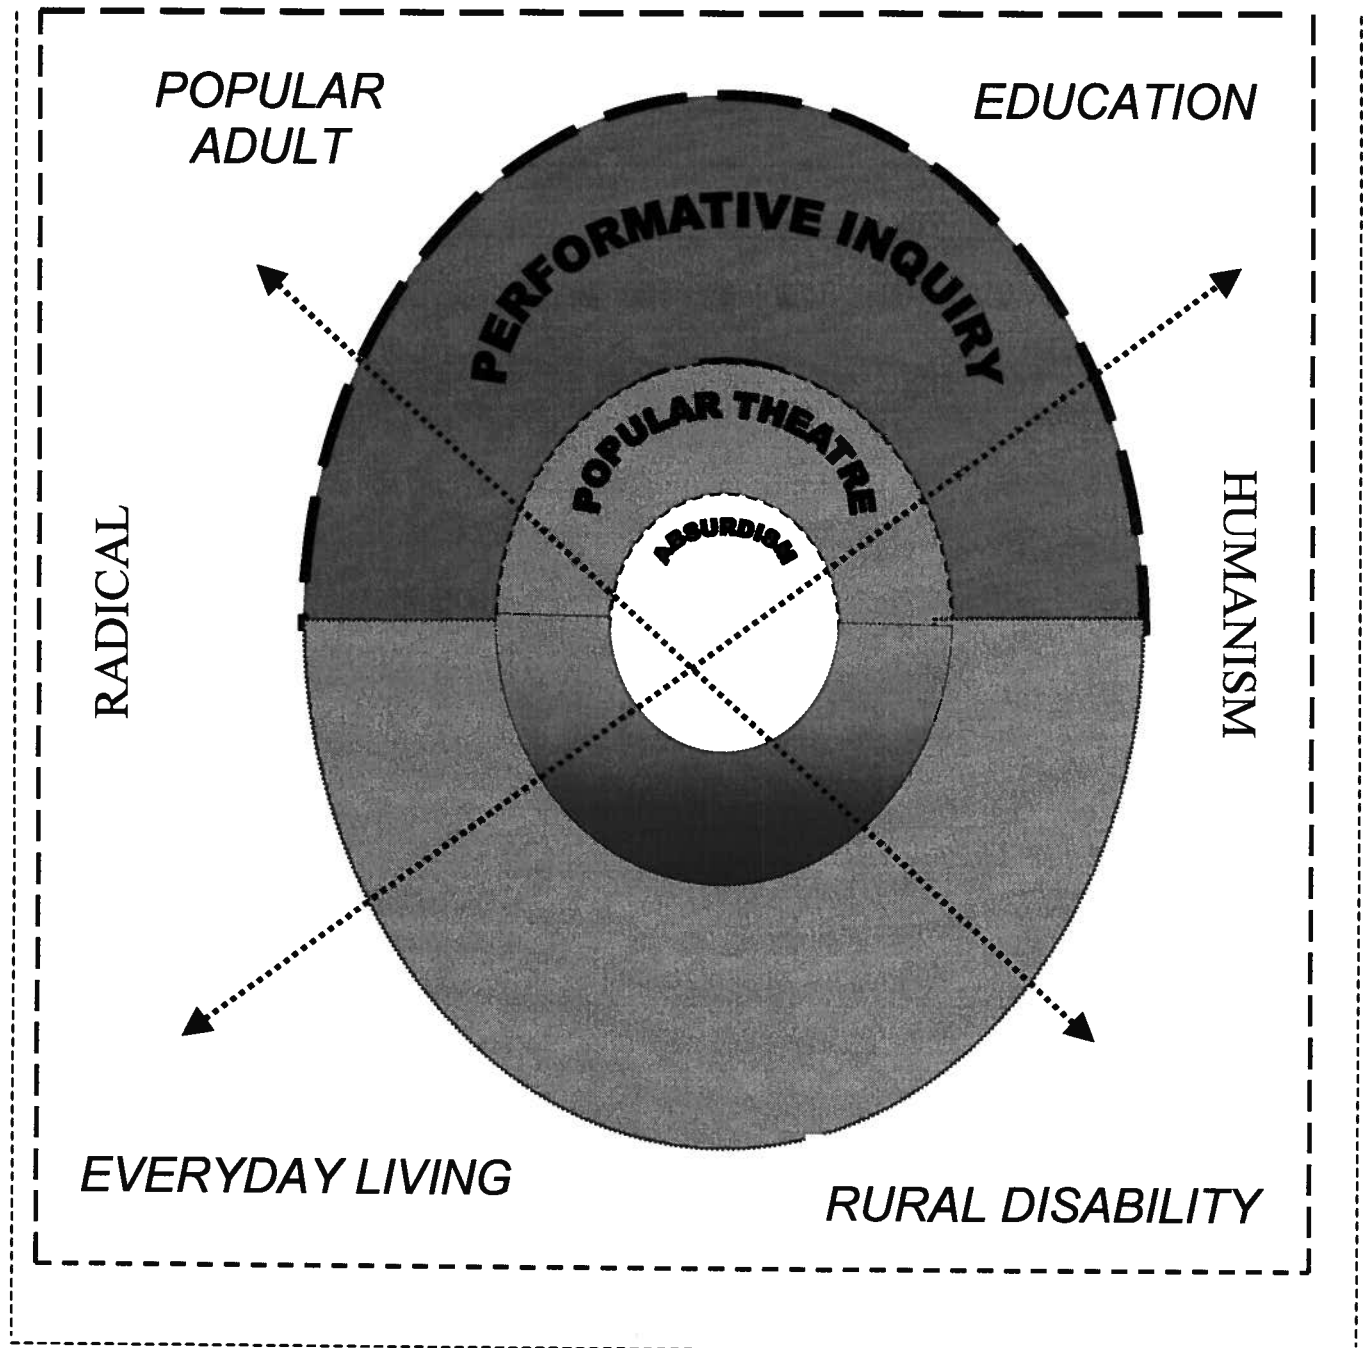 POPULAR
ADULT
EDUCATION
PERFORMATIVE INQUIRY
POPULAR THEATRE
ABSURDISM
RADICAL
HUMANISM
EVERYDAY LIVING
RURAL DISABILITY